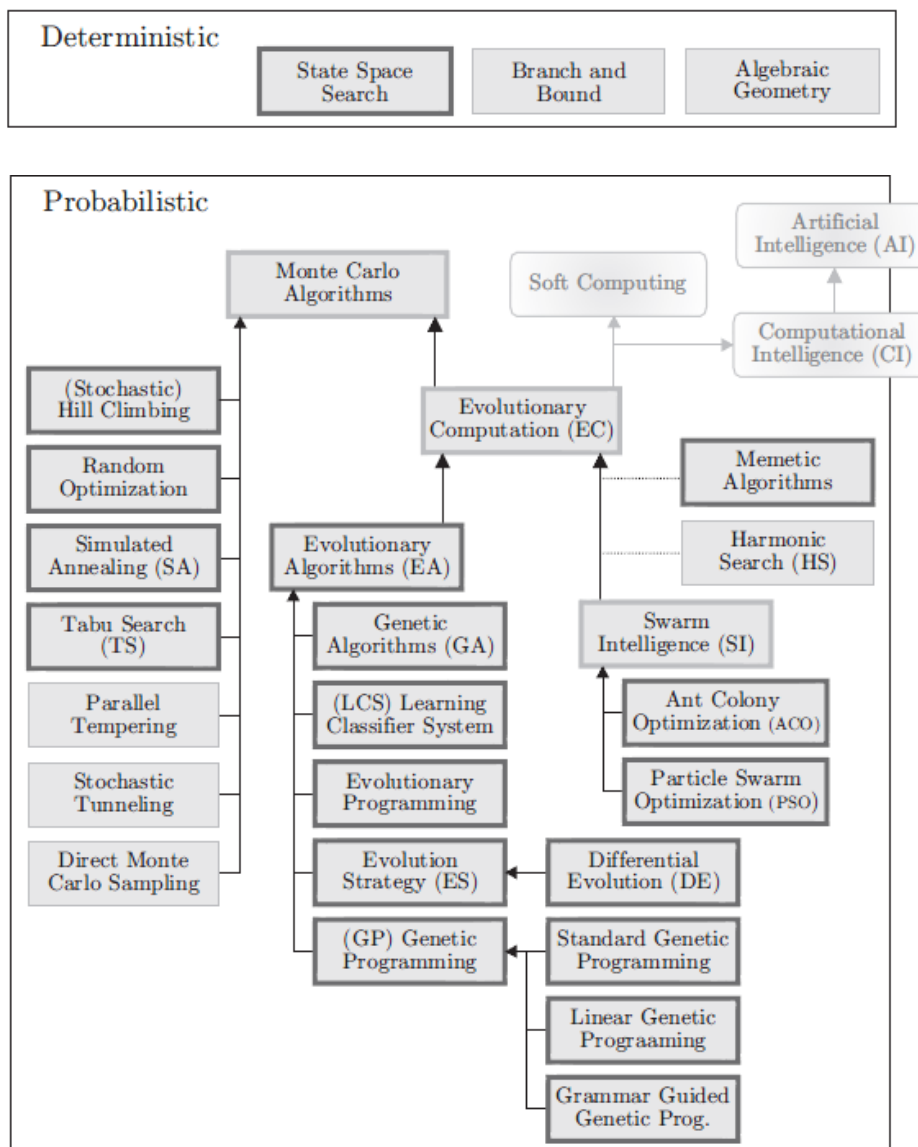 Deterministic
State Space
Search
Branch and
Bound
Algebraic
Geometry
Probabilistic
Artificial
Intelligence (AI)
Monte Carlo
Algorithms
Soft Computing
Computational
Intelligence (CI)
(Stochastic)
Hill Climbing
Evolutionary
Computation (EC)
Random
Optimization
Memetic
Algorithms
Simulated
Annealing (SA)
Evolutionary
Algorithms (EA)
Harmonic
Search (HS)
Tabu Search
(TS)
Genetic
Algorithms (GA)
Swarm
Intelligence (SI)
Parallel
Tempering
(LCS) Learning
Classifier System
Ant Colony
Optimization (ACO)
Stochastic
Tunneling
Evolutionary
Programming
Particle Swarm
Optimization (PSO)
Direct Monte
Carlo Sampling
Evolution
Strategy (ES)
Differential
Evolution (DE)
(GP) Genetic
Programming
Standard Genetic
Programming
Linear Genetic
Prograaming
Grammar Guided
Genetic Prog.